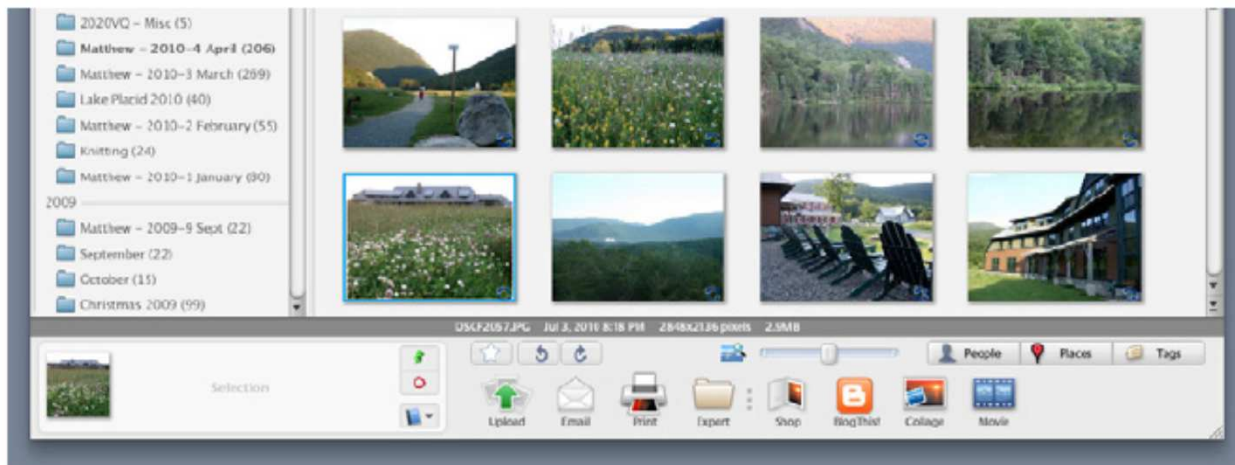 2020VQ - Misc (5)
Matthew - 2010-4 April (206)
Matthew - 2010-3 March (269)
Lake Placid 2010 (40)
Matthew - 2010-2 February (55)
Knitting (24)
Matthew - 2010-1 January (90)
2009
Matthew - 2009-9 Sept (22)
September (22)
October (15)
Christmas 2009 (99)
DSCF2057.JPG Jul 3, 2010 8:18 PM 2848x2136 pixels 2.9MB
People Places Tags
Selection
Upload Email Print Export Shop BlogThis! Collage Movie